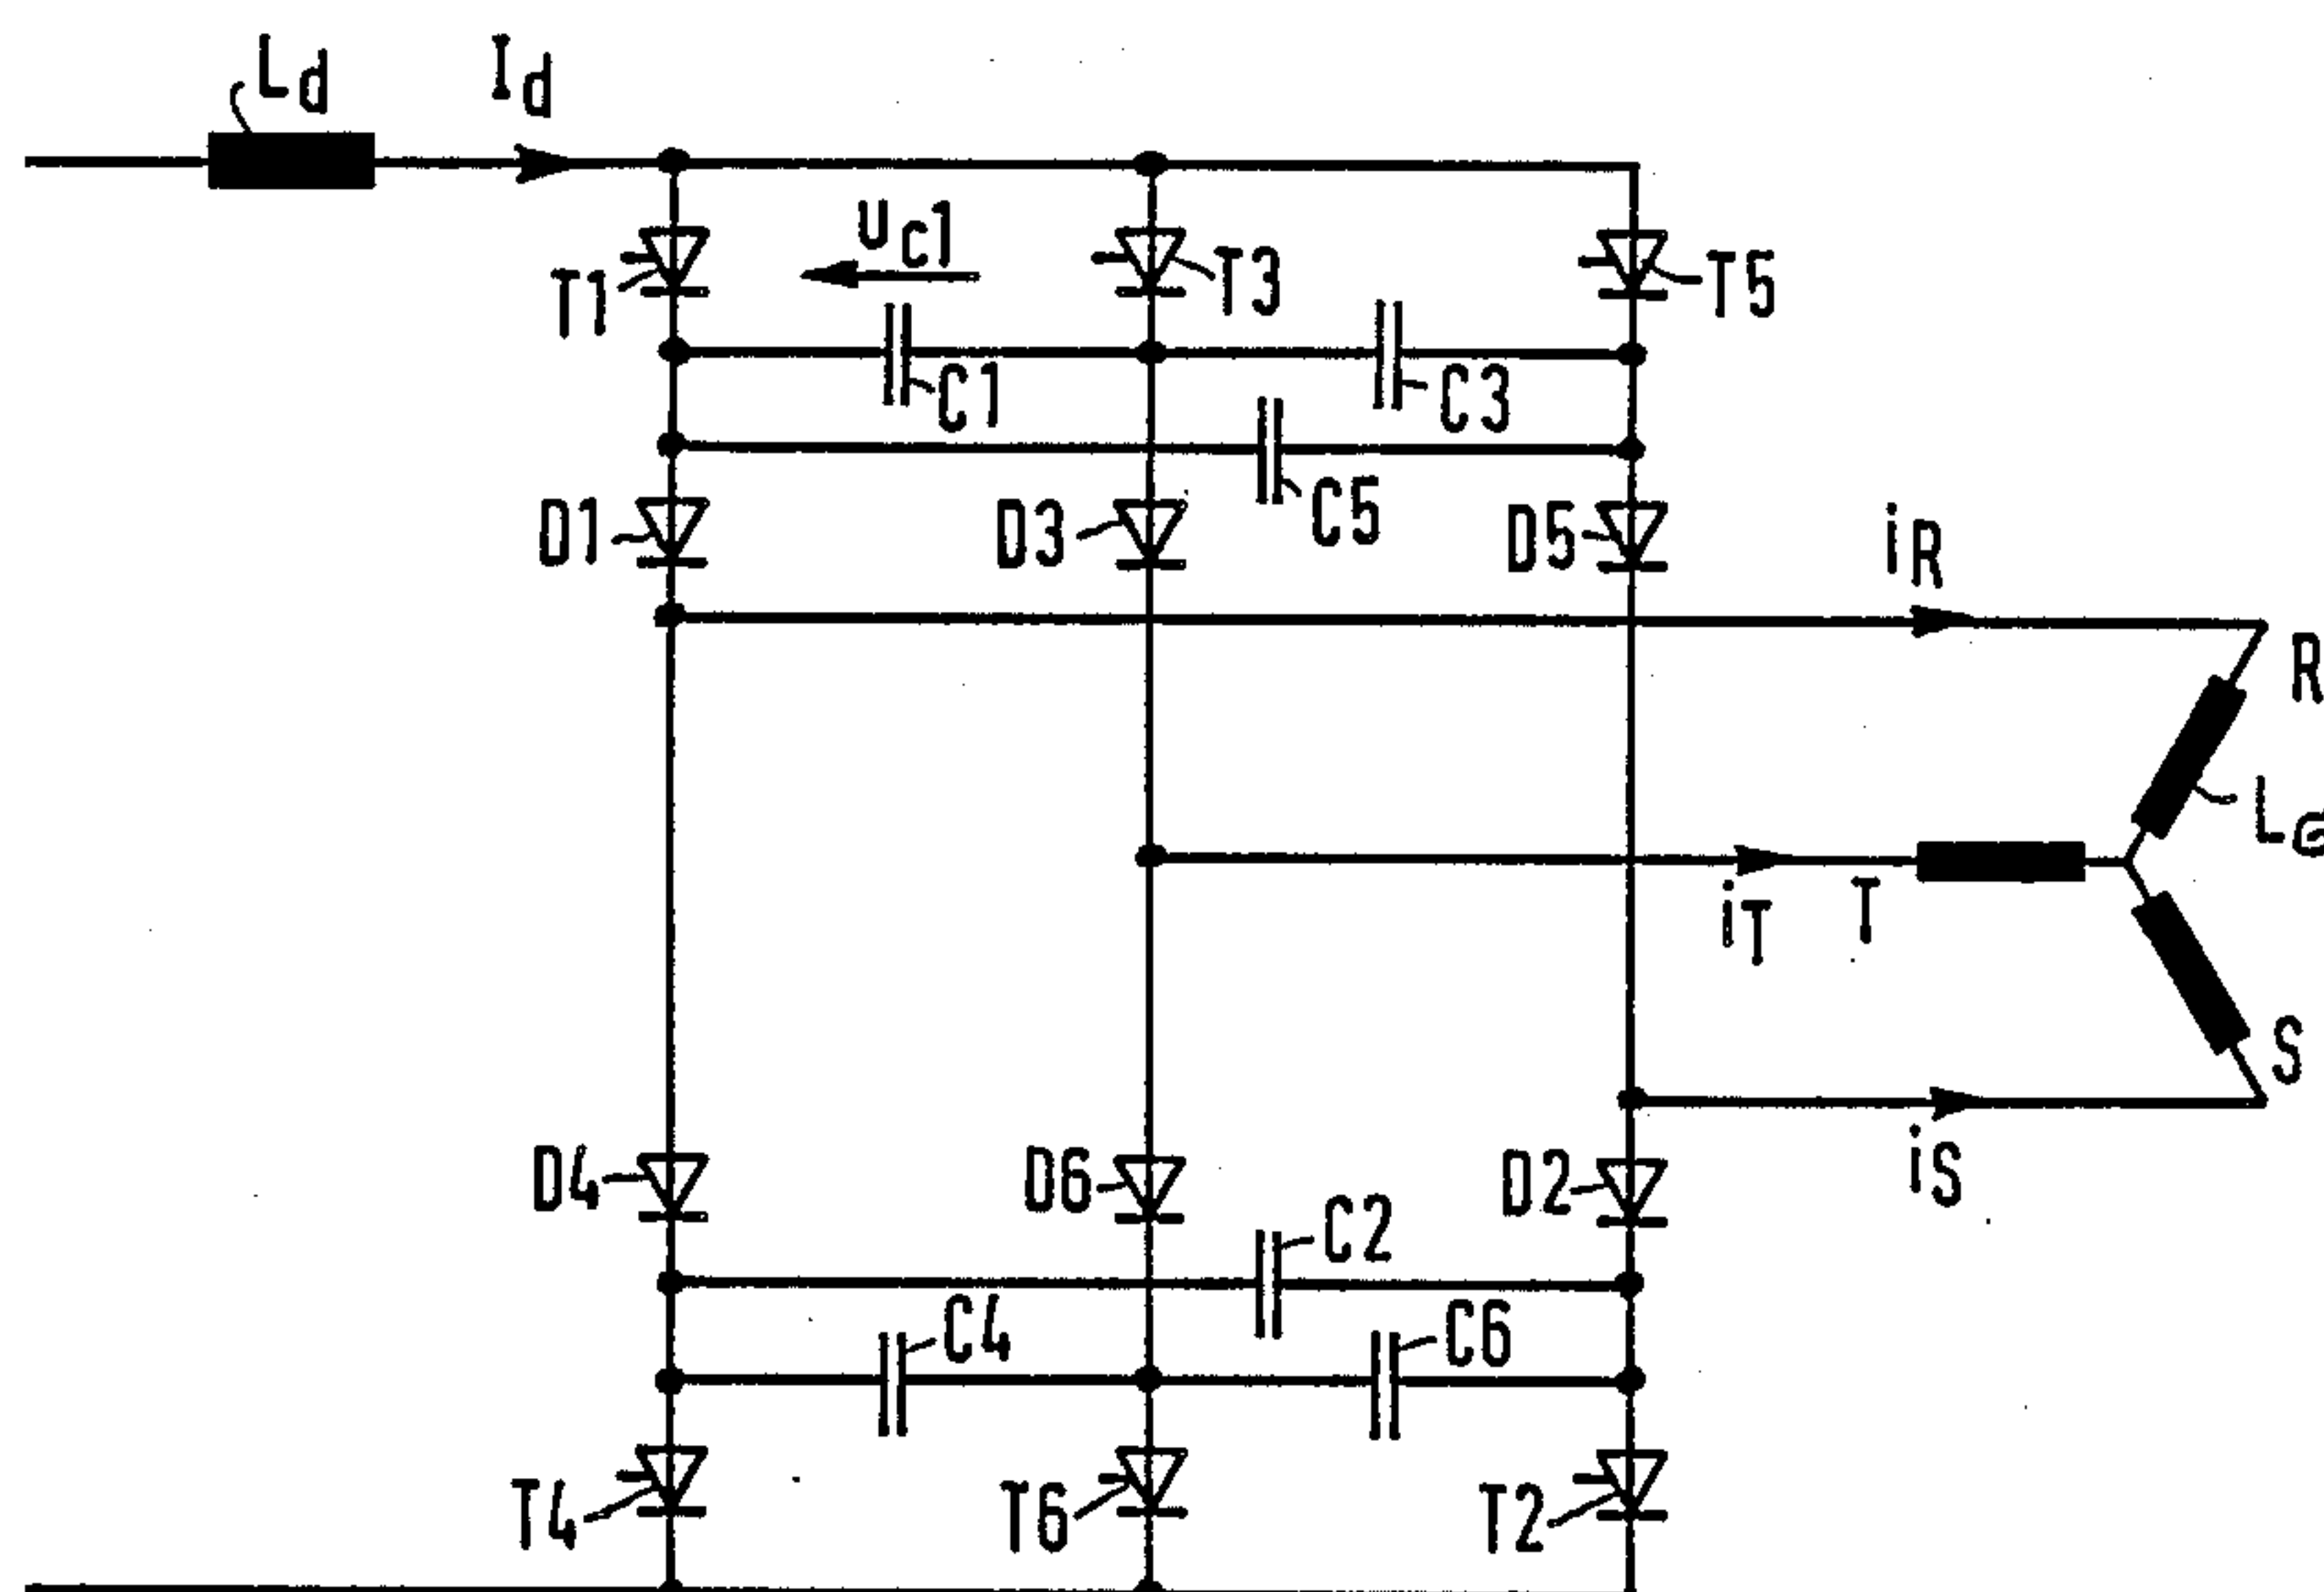 Ld Id
uc1
T1 T3 T5
C1 C3
C5
D1 D3 D5
iR
R
iT T
S
iS
D4 D6 D2
C2
C4 C6
T4 T6 T2